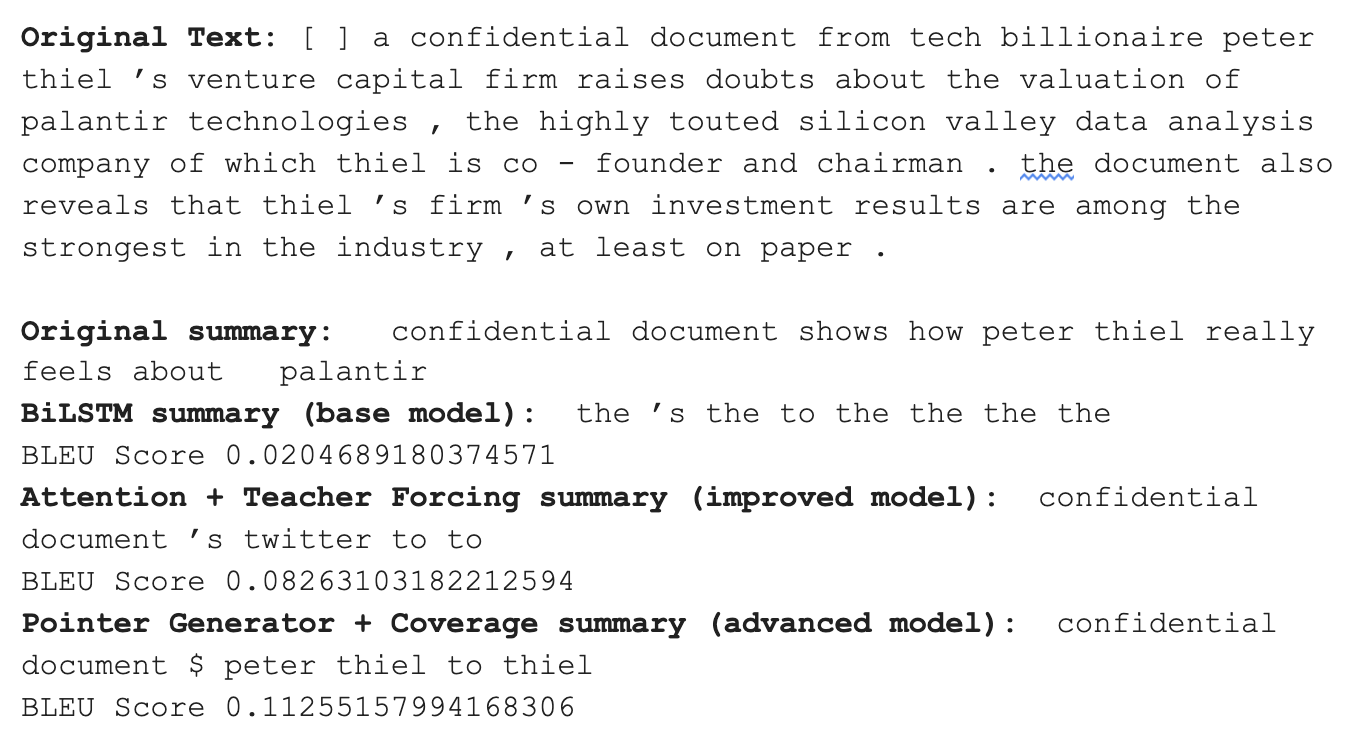 Original Text: [ ] a confidential document from tech billionaire peter
thiel ’s venture capital firm raises doubts about the valuation of
palantir technologies , the highly touted silicon valley data analysis
company of which thiel is co - founder and chairman . the document also
reveals that thiel ’s firm ’s own investment results are among the
strongest in the industry , at least on paper .
Original summary: confidential document shows how peter thiel really
feels about palantir
BiLSTM summary (base model): the ’s the to the the the the
BLEU Score 0.0204689180374571
Attention + Teacher Forcing summary (improved model): confidential
document ’s twitter to to
BLEU Score 0.08263103182212594
Pointer Generator + Coverage summary (advanced model): confidential
document $ peter thiel to thiel
BLEU Score 0.11255157994168306